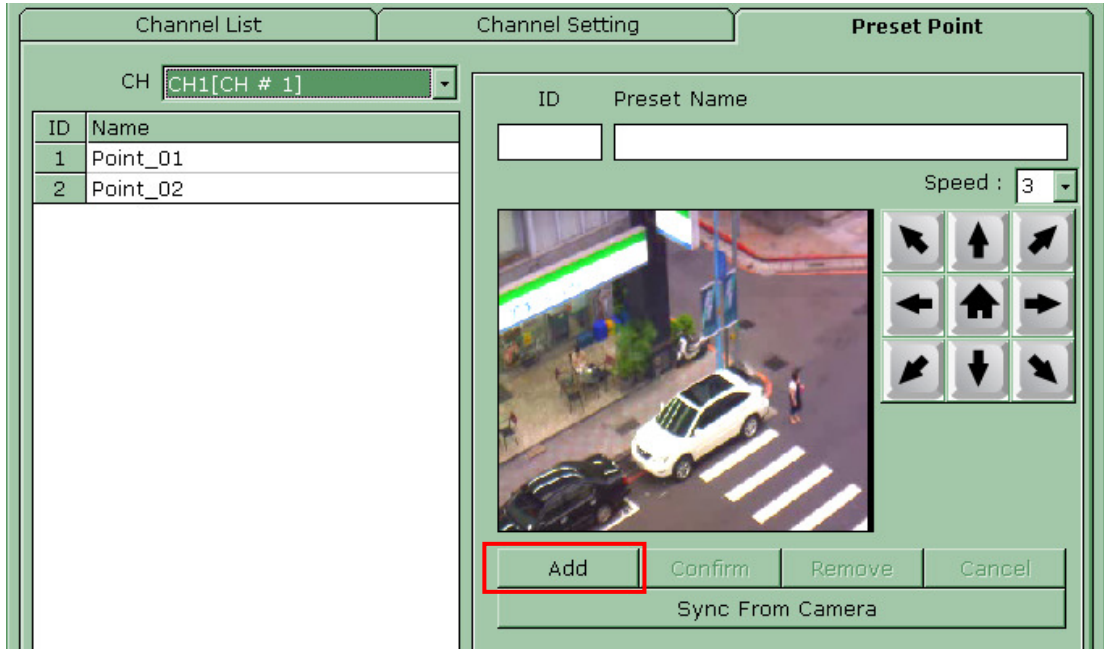 Channel List
Channel Setting
Preset Point
CH CH1[CH # 1]
ID Name
1 Point_01
2 Point_02
ID Preset Name
Speed : 3
Add Confirm Remove Cancel
Sync From Camera